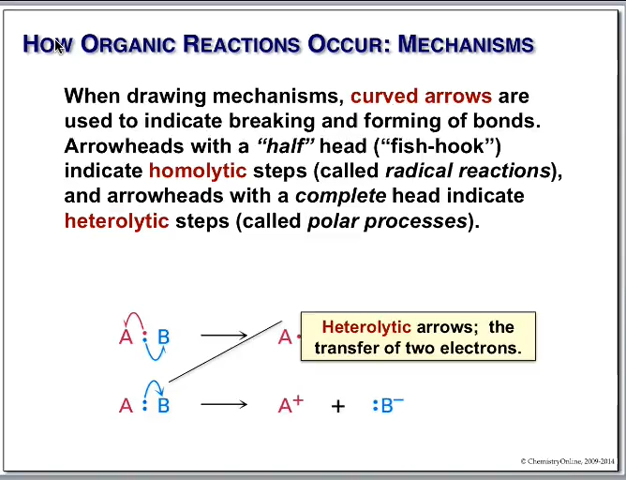 HOW ORGANIC REACTIONS OCCUR: MECHANISMS
When drawing mechanisms, curved arrows are
used to indicate breaking and forming of bonds.
Arrowheads with a “half” head (“fish-hook”)
indicate homolytic steps (called radical reactions),
and arrowheads with a complete head indicate
heterolytic steps (called polar processes).
A : B → A•
Heterolytic arrows; the
transfer of two electrons.
A : B → A⁺ + :B⁻
© ChemistryOnline, 2009-2014